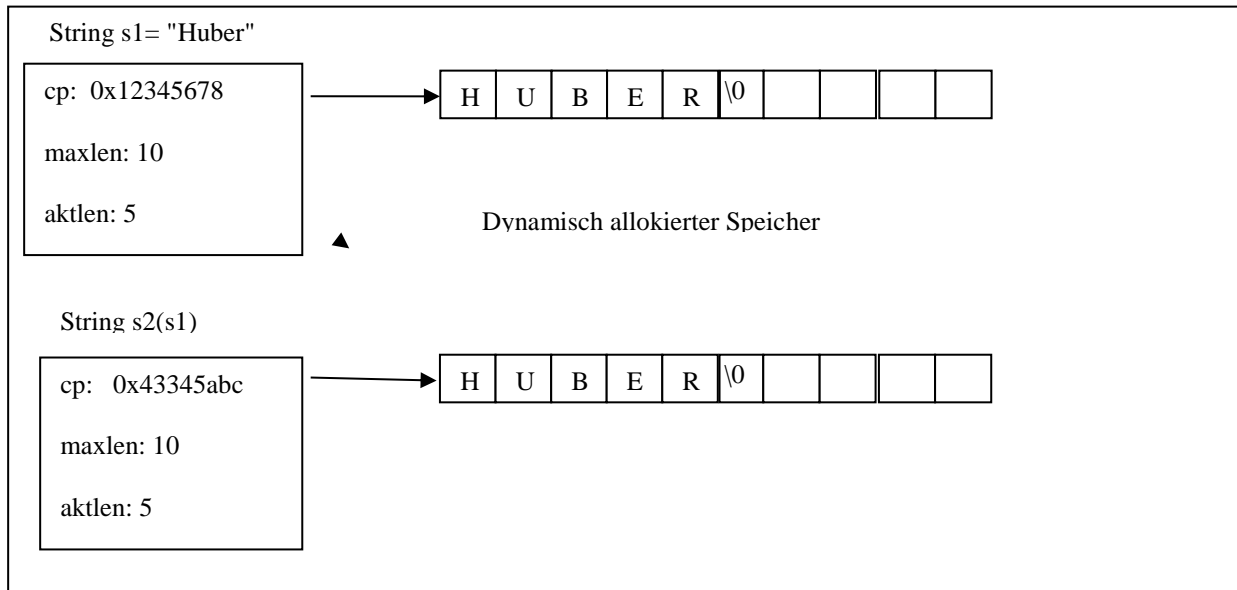 String s1= "Huber"
cp: 0x12345678
H U B E R \0
maxlen: 10
aktlen: 5
Dynamisch allokierter Speicher
String s2(s1)
cp: 0x43345abc
H U B E R \0
maxlen: 10
aktlen: 5